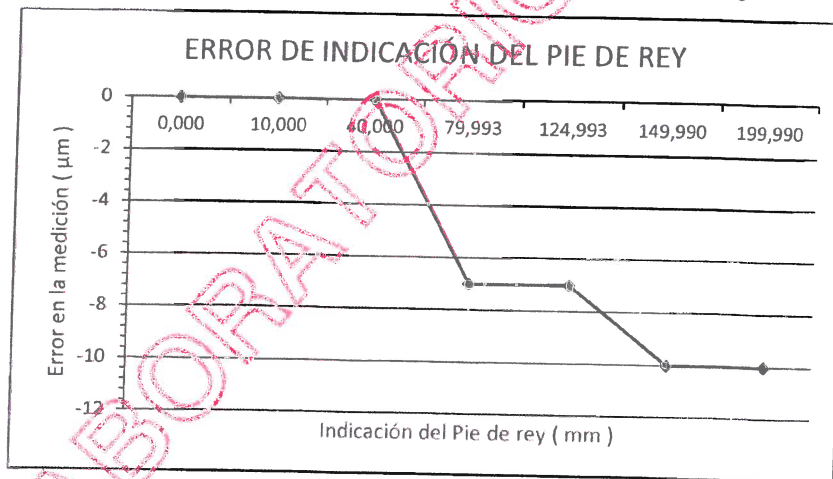 ERROR DE INDICACIÓN DEL PIE DE REY
0
0,000 10,000 40,000 79,993 124,993 149,990 199,990
-2
-4
-6
-8
-10
-12
Error en la medición ( µm )
Indicación del Pie de rey ( mm )
BORATORIO